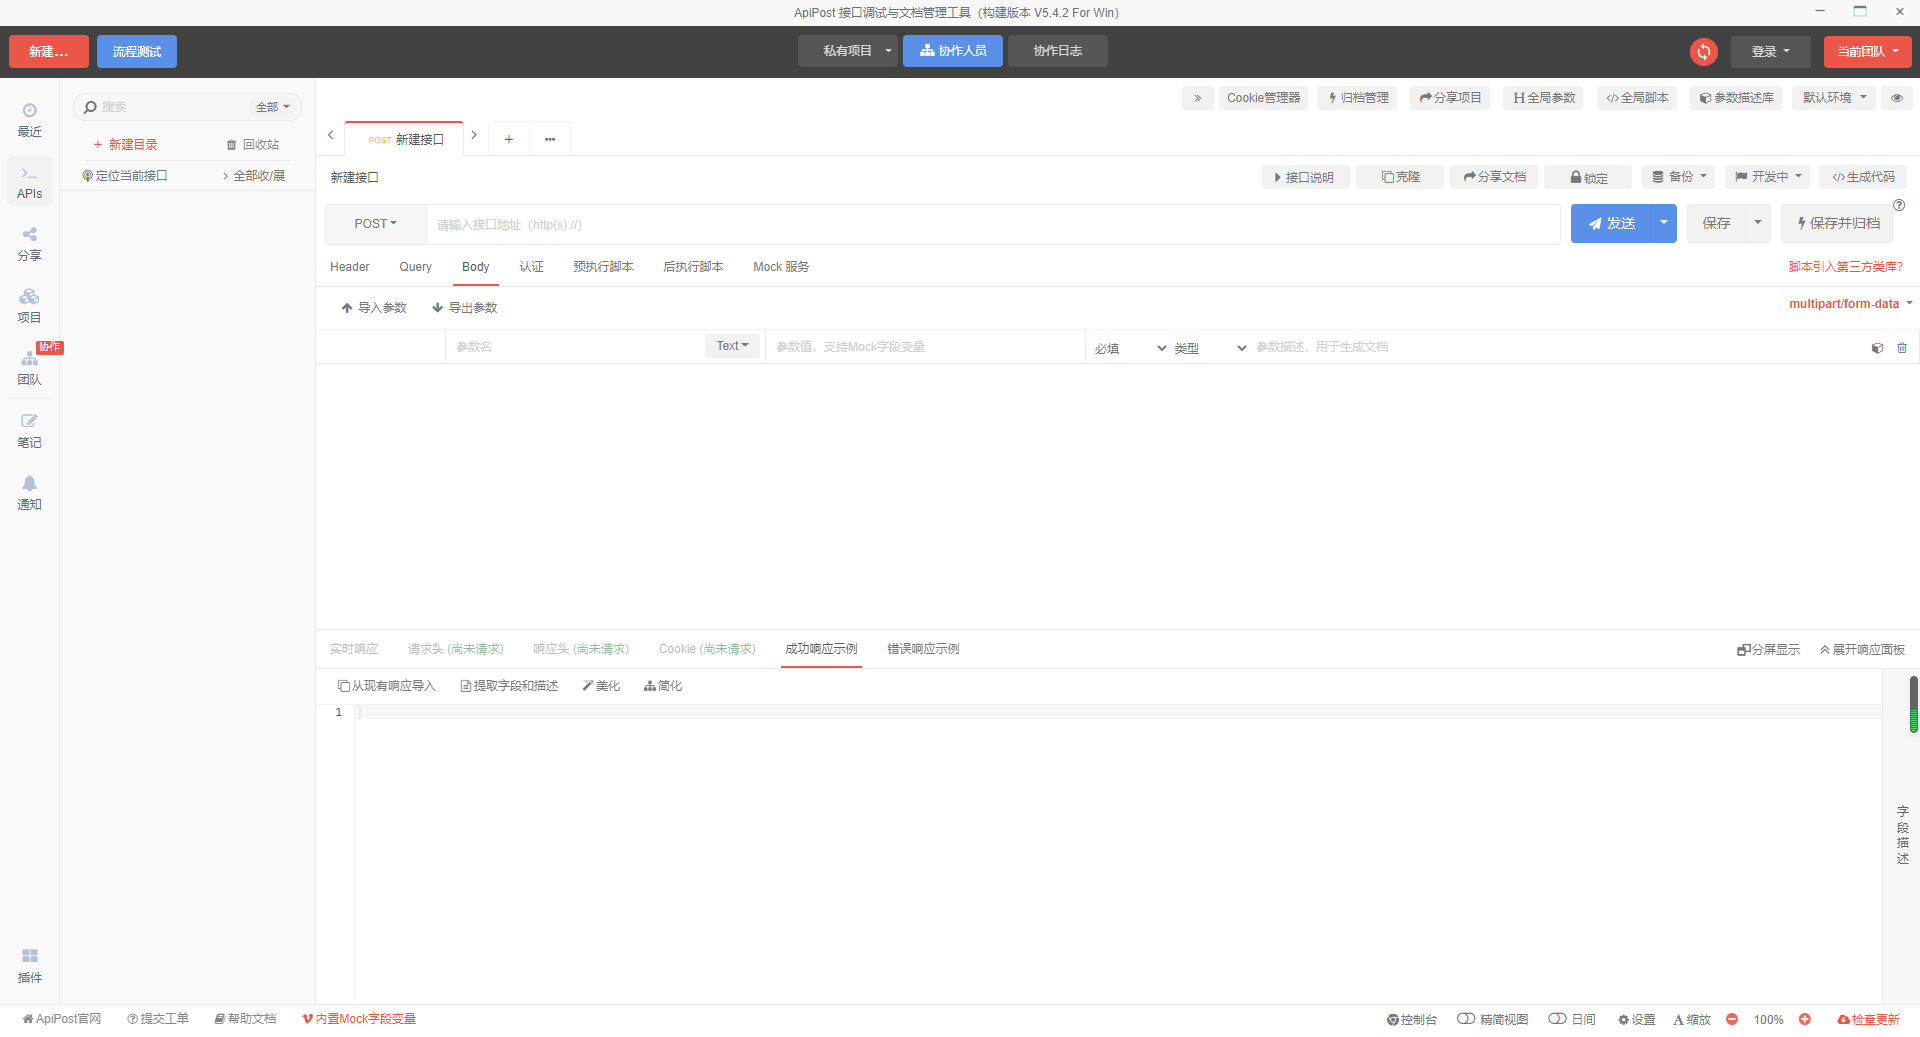 ApiPost 接口调试与文档管理工具（构建版本 V5.4.2 For Win）
新建... 流程测试 私有项目 协作人员 协作日志 登录 当前团队
搜索 全部
Cookie管理器 归档管理 分享项目 全局参数 全局脚本 参数描述库 默认环境
最近
APIs
分享
项目
协作
团队
笔记
通知
插件
新建目录 回收站
定位当前接口 全部收/展
POST 新建接口
新建接口 接口说明 克隆 分享文档 锁定 备份 开发中 生成代码
POST 请输入接口地址（http(s)://） 发送 保存 保存并归档
Header Query Body 认证 预执行脚本 后执行脚本 Mock 服务 脚本引入第三方类库?
导入参数 导出参数 multipart/form-data
参数名 Text 参数值，支持Mock字段变量 必填 类型 参数描述，用于生成文档
实时响应 请求头 (尚未请求) 响应头 (尚未请求) Cookie (尚未请求) 成功响应示例 错误响应示例 分屏显示 展开响应面板
从现有响应导入 提取字段和描述 美化 简化
1
字段描述
ApiPost官网 提交工单 帮助文档 内置Mock字段变量 控制台 精简视图 日间 设置 缩放 100% 检查更新